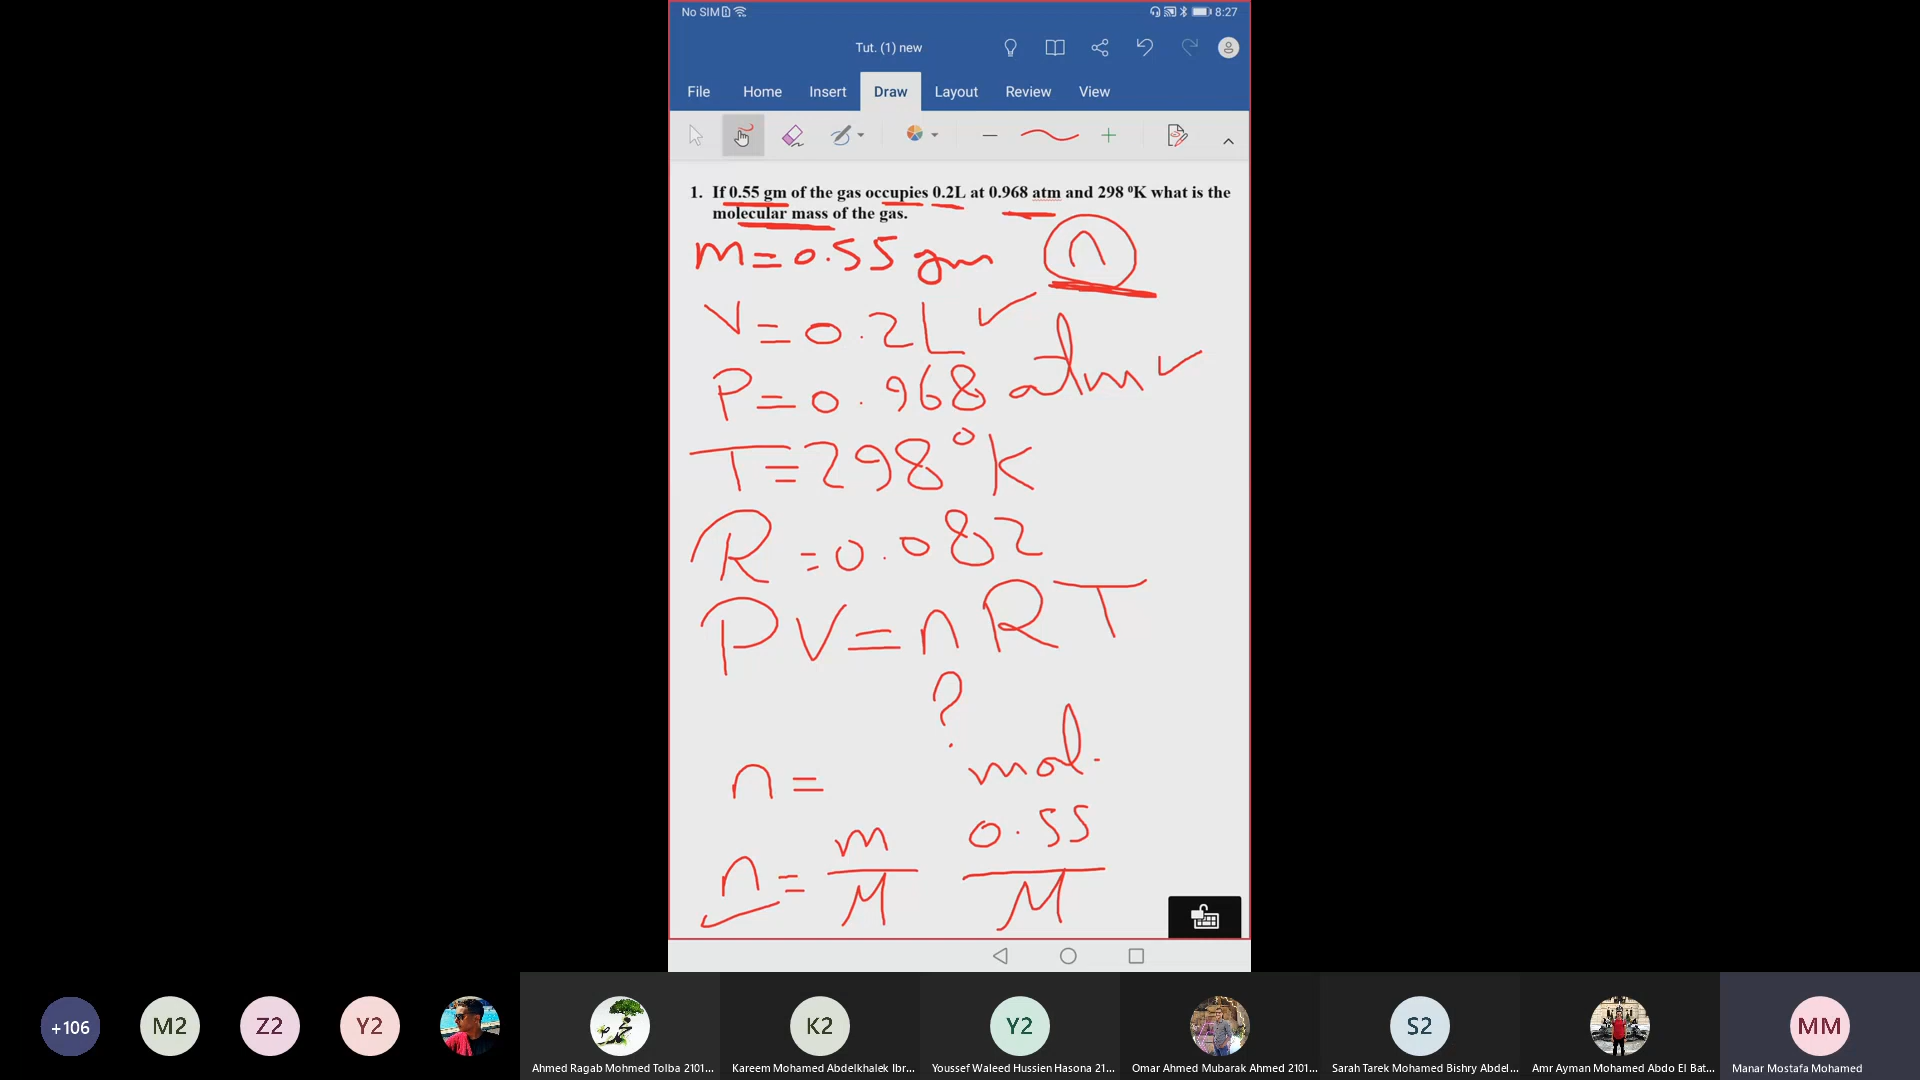 No SIM 8:27
Tut. (1) new
File Home Insert Draw Layout Review View
1. If 0.55 gm of the gas occupies 0.2L at 0.968 atm and 298 ⁰K what is the
molecular mass of the gas.
m = 0.55 gm n
V = 0.2 L ✓
P = 0.968 atm ✓
T = 298 °K
R = 0.082
PV = n R T
?
n = mol.
n = m/M 0.55/M
+106 M2 Z2 Y2 K2 Y2 S2 MM
Ahmed Ragab Mohmed Tolba 2101... Kareem Mohamed Abdelkhalek Ibr... Youssef Waleed Hussien Hasona 21... Omar Ahmed Mubarak Ahmed 2101... Sarah Tarek Mohamed Bishry Abdel... Amr Ayman Mohamed Abdo El Bat... Manar Mostafa Mohamed